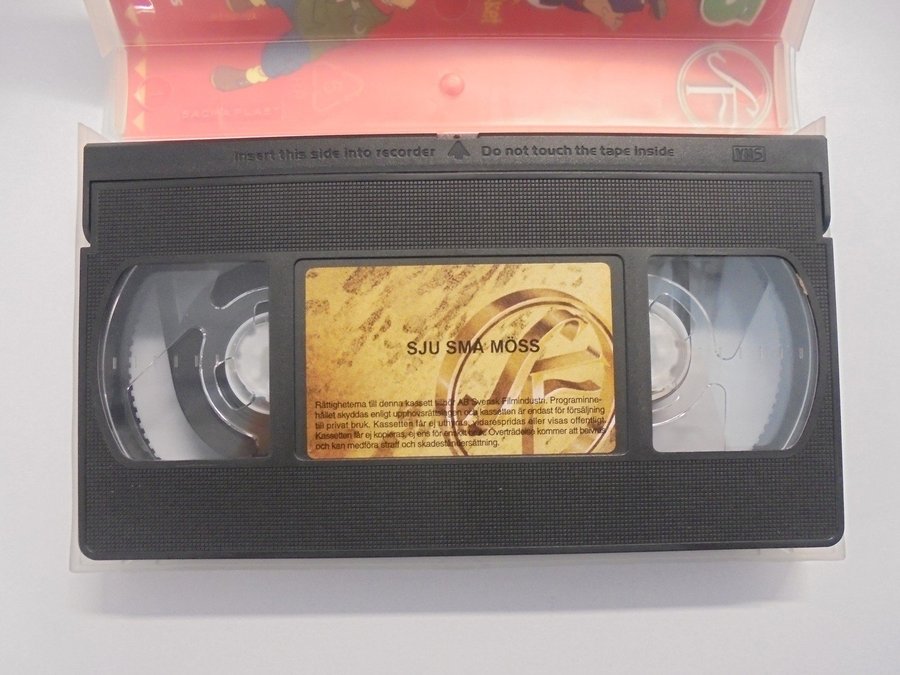 SACHA PLAST
Insert this side into recorder Do not touch the tape inside VHS
SJU SMÅ MÖSS
Rättigheterna till denna kassett tillhör AB Svensk Filmindustri. Programinne-
hållet skyddas enligt upphovsrättslagen och kassetten är endast för försäljning
till privat bruk. Kassetten får ej uthyras, vidarespridas eller visas offentligt.
Kassetten får ej kopieras, ej ens för enskilt bruk. Överträdelse kommer att beivras
och kan medföra straff och skadeståndsersättning.